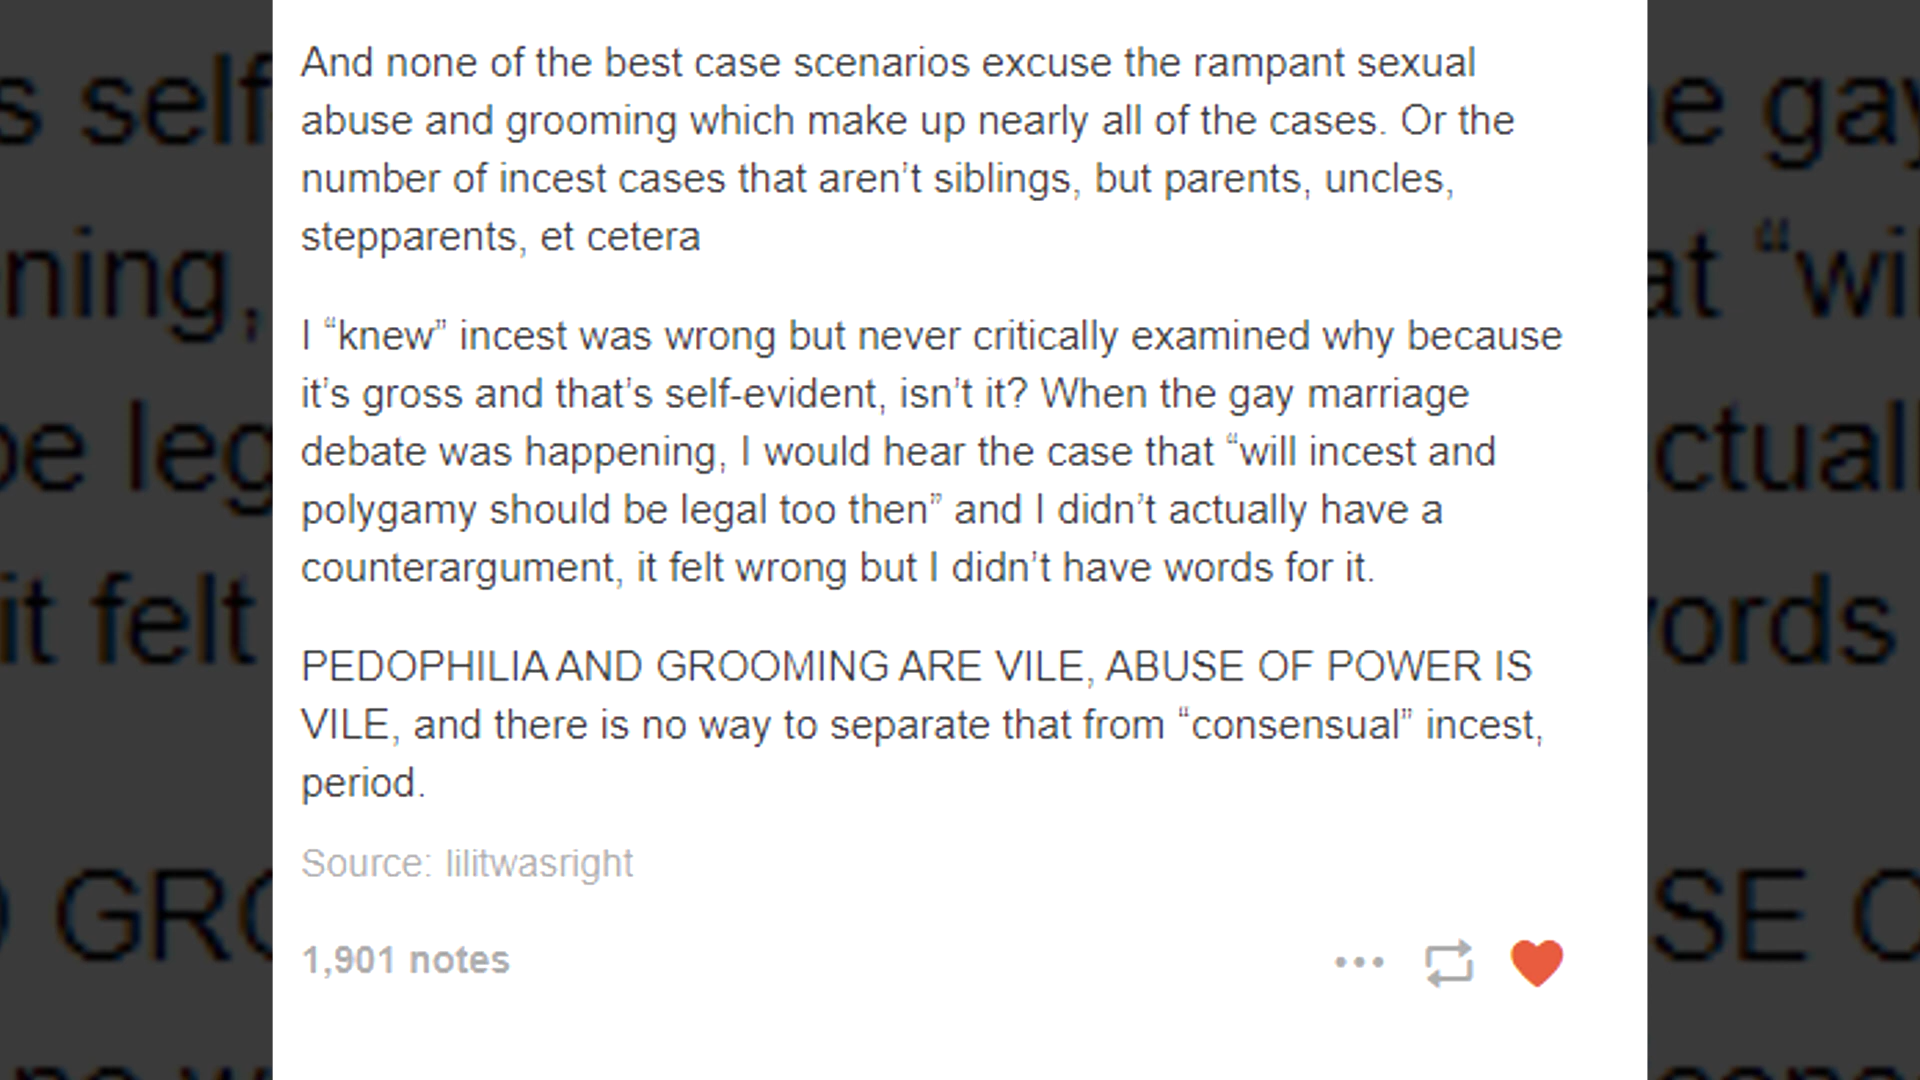 And none of the best case scenarios excuse the rampant sexual
abuse and grooming which make up nearly all of the cases. Or the
number of incest cases that aren’t siblings, but parents, uncles,
stepparents, et cetera
I “knew” incest was wrong but never critically examined why because
it’s gross and that’s self-evident, isn’t it? When the gay marriage
debate was happening, I would hear the case that “will incest and
polygamy should be legal too then” and I didn’t actually have a
counterargument, it felt wrong but I didn’t have words for it.
PEDOPHILIA AND GROOMING ARE VILE, ABUSE OF POWER IS
VILE, and there is no way to separate that from “consensual” incest,
period.
Source: lilitwasright
1,901 notes